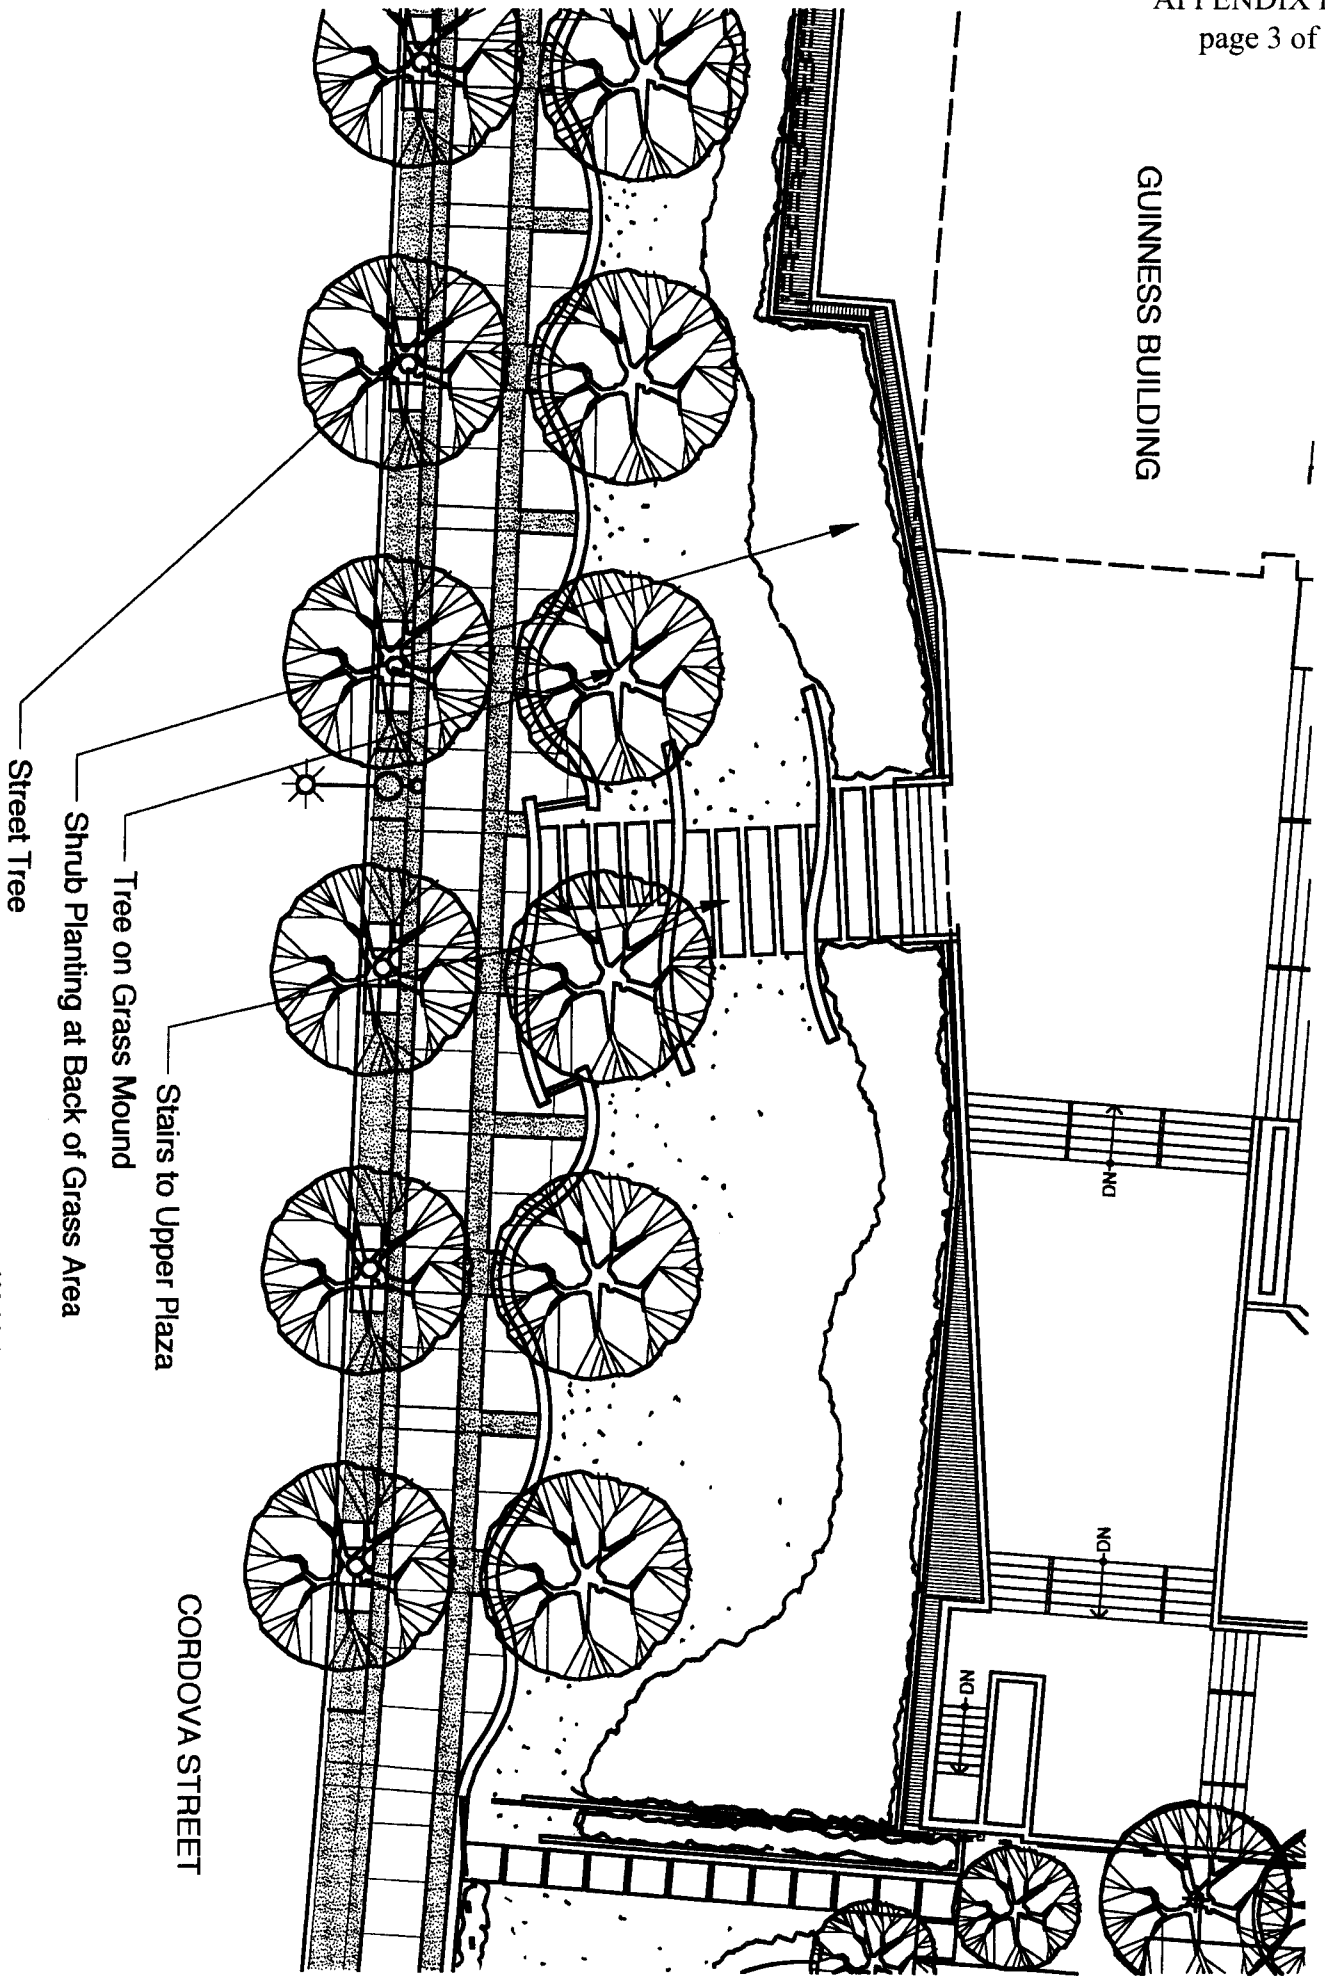 page 3 of
GUINNESS BUILDING
DN
DN
DN
Stairs to Upper Plaza
Tree on Grass Mound
Shrub Planting at Back of Grass Area
Street Tree
CORDOVA STREET